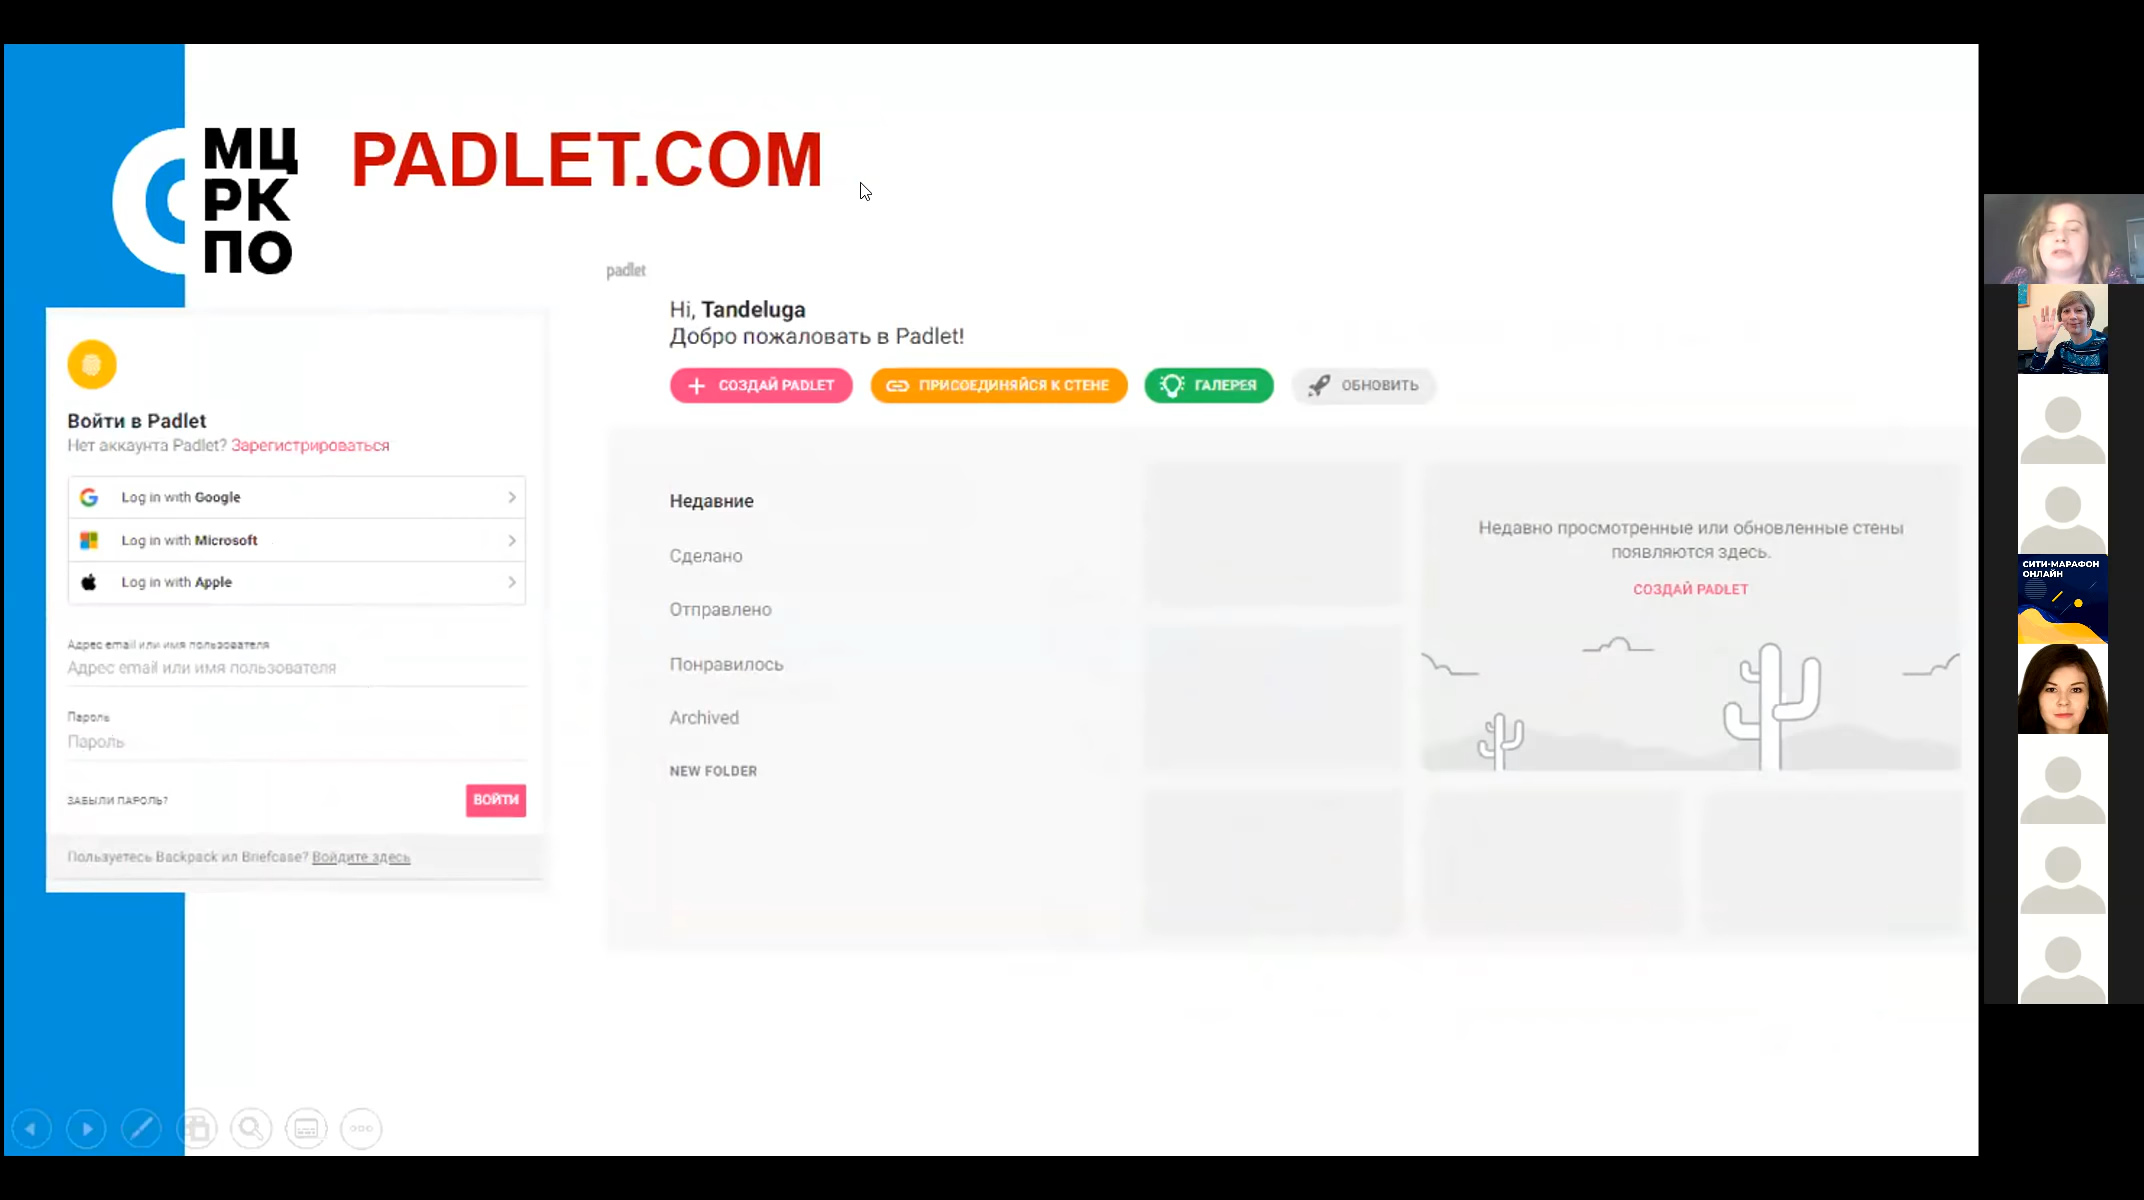 МЦ
РК
ПО
PADLET.COM
Войти в Padlet
Нет аккаунта Padlet? Зарегистрироваться
Log in with Google
Log in with Microsoft
Log in with Apple
Адрес email или имя пользователя
Адрес email или имя пользователя
Пароль
Пароль
ЗАБЫЛИ ПАРОЛЬ?
ВОЙТИ
Пользуетесь Backpack ил Briefcase? Войдите здесь
padlet
Hi, Tandeluga
Добро пожаловать в Padlet!
СОЗДАЙ PADLET
ПРИСОЕДИНЯЙСЯ К СТЕНЕ
ГАЛЕРЕЯ
ОБНОВИТЬ
Недавние
Сделано
Отправлено
Понравилось
Archived
NEW FOLDER
Недавно просмотренные или обновленные стены
появляются здесь.
СОЗДАЙ PADLET
СИТИ-МАРАФОН
ОНЛАЙН